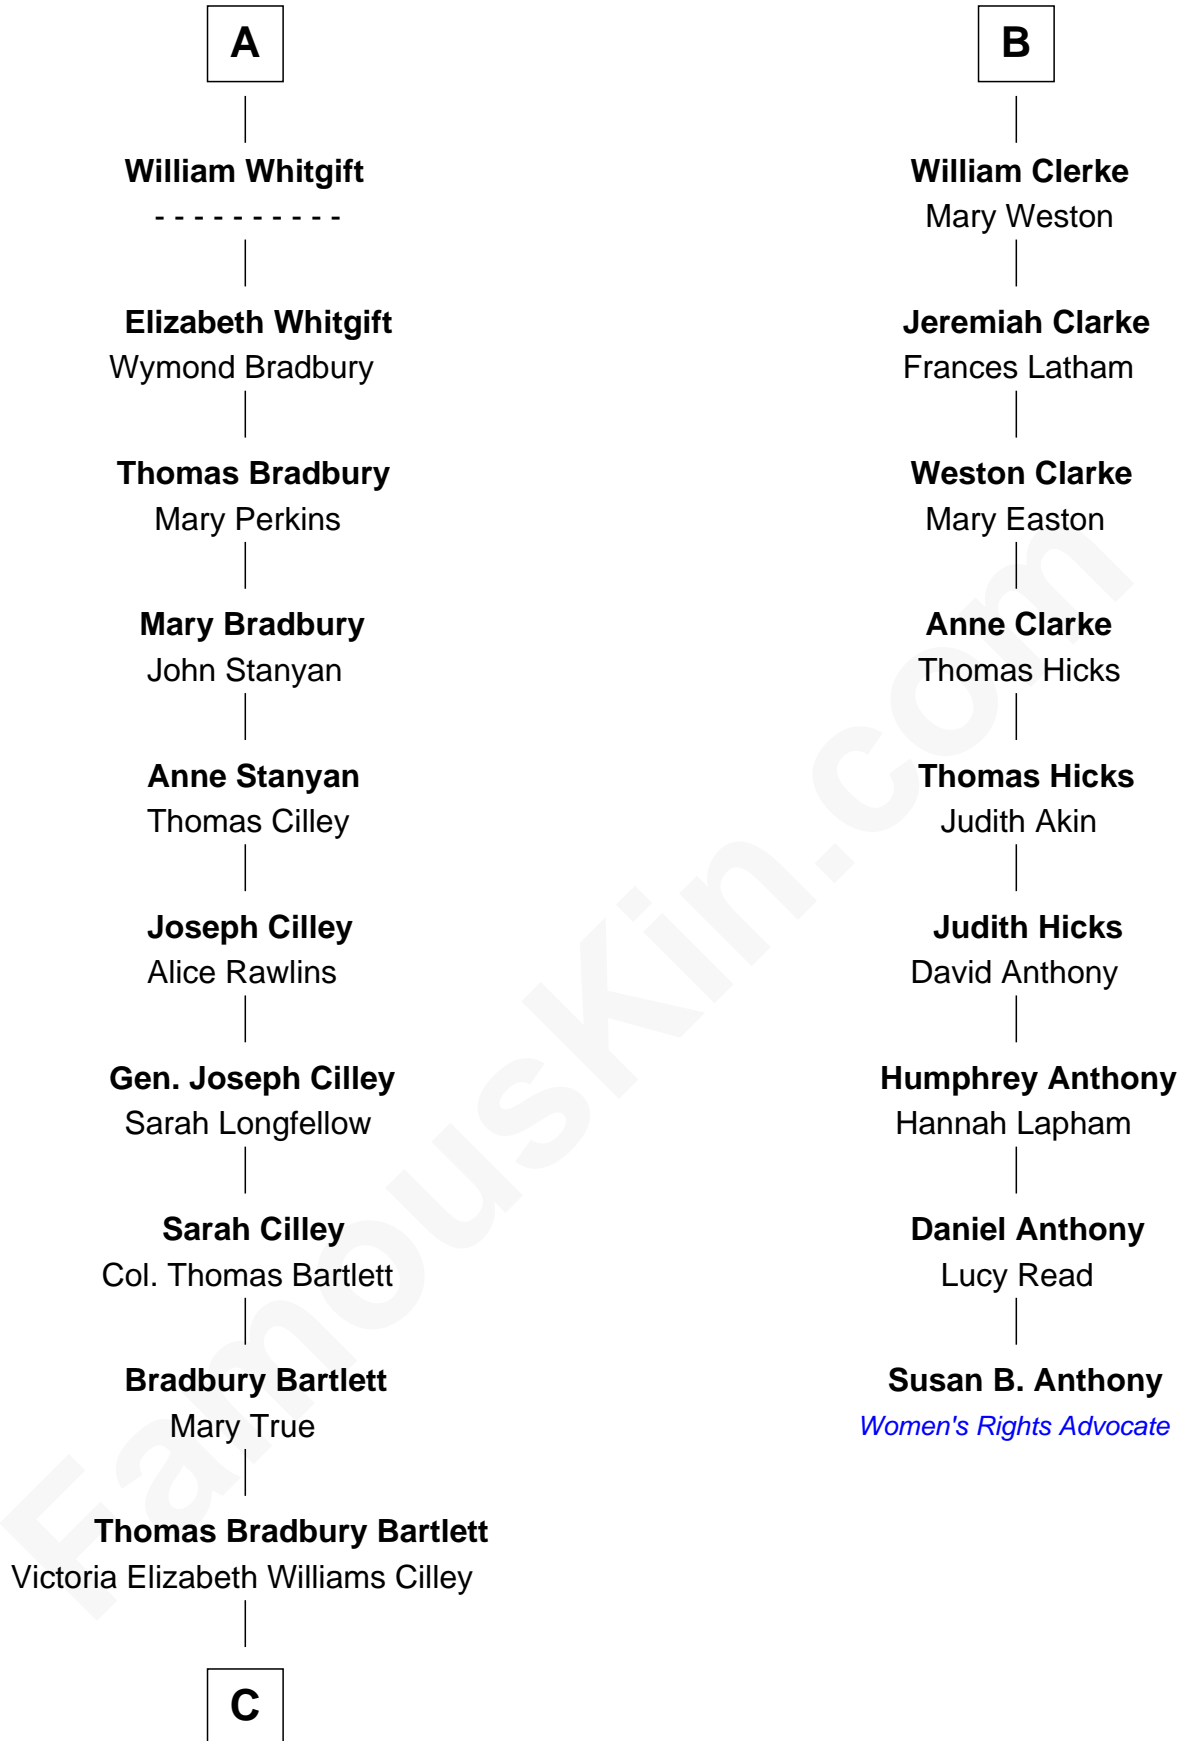 A
William Whitgift
- - - - - - - - - -
Elizabeth Whitgift
Wymond Bradbury
Thomas Bradbury
Mary Perkins
Mary Bradbury
John Stanyan
Anne Stanyan
Thomas Cilley
Joseph Cilley
Alice Rawlins
Gen. Joseph Cilley
Sarah Longfellow
Sarah Cilley
Col. Thomas Bartlett
Bradbury Bartlett
Mary True
Thomas Bradbury Bartlett
Victoria Elizabeth Williams Cilley
C
B
William Clerke
Mary Weston
Jeremiah Clarke
Frances Latham
Weston Clarke
Mary Easton
Anne Clarke
Thomas Hicks
Thomas Hicks
Judith Akin
Judith Hicks
David Anthony
Humphrey Anthony
Hannah Lapham
Daniel Anthony
Lucy Read
Susan B. Anthony
Women's Rights Advocate
FamousKin.com